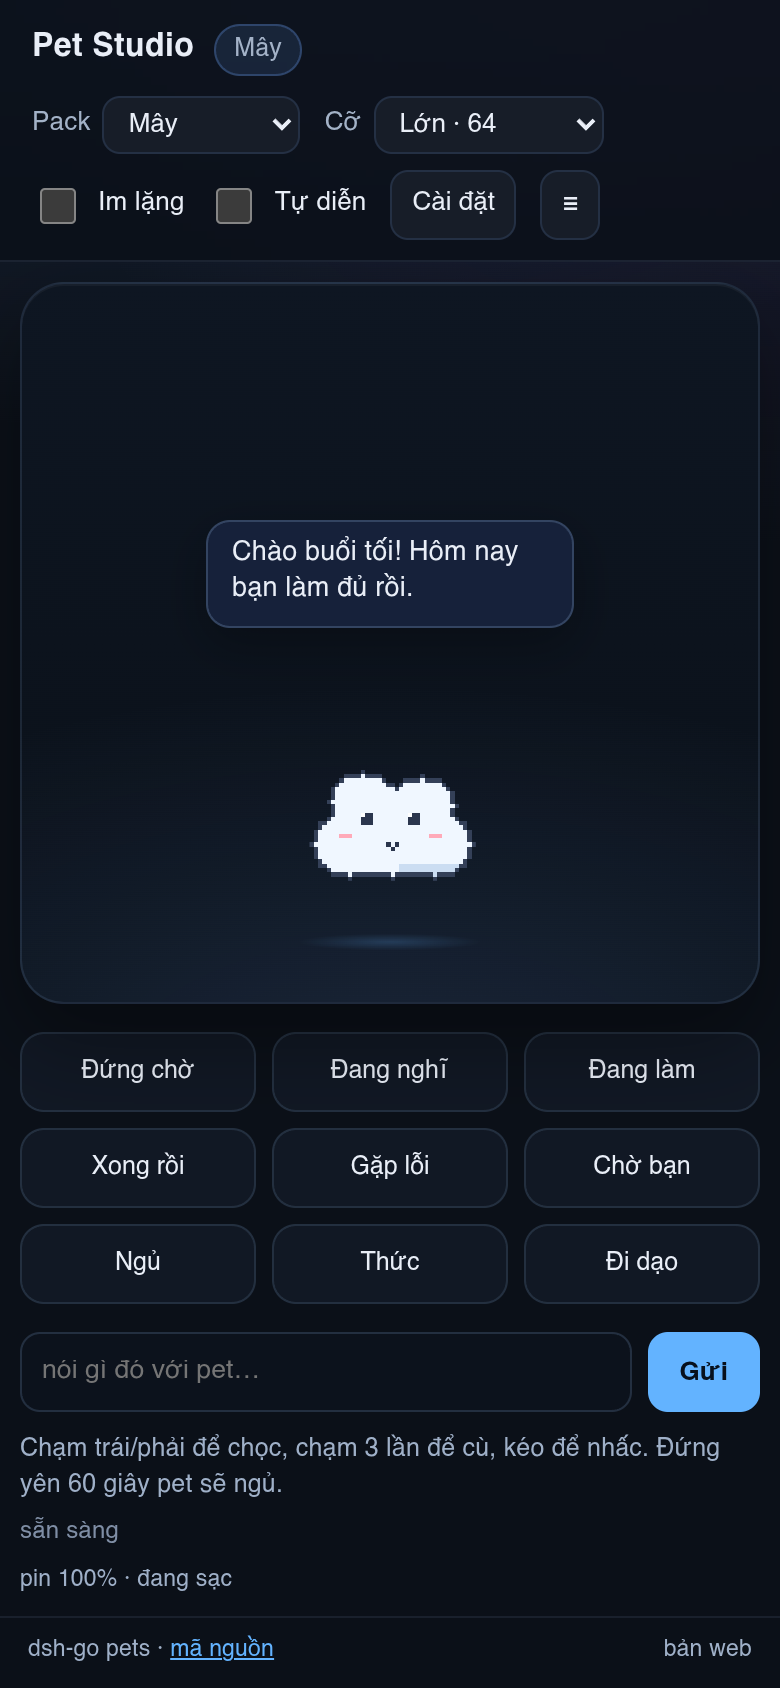 Pet Studio Mây
Pack Mây Cỡ Lớn · 64
Im lặng Tự diễn Cài đặt ≡
Chào buổi tối! Hôm nay
bạn làm đủ rồi.
Đứng chờ Đang nghĩ Đang làm
Xong rồi Gặp lỗi Chờ bạn
Ngủ Thức Đi dạo
nói gì đó với pet… Gửi
Chạm trái/phải để chọc, chạm 3 lần để cù, kéo để nhấc. Đứng
yên 60 giây pet sẽ ngủ.
sẵn sàng
pin 100% · đang sạc
dsh-go pets · mã nguồn bản web